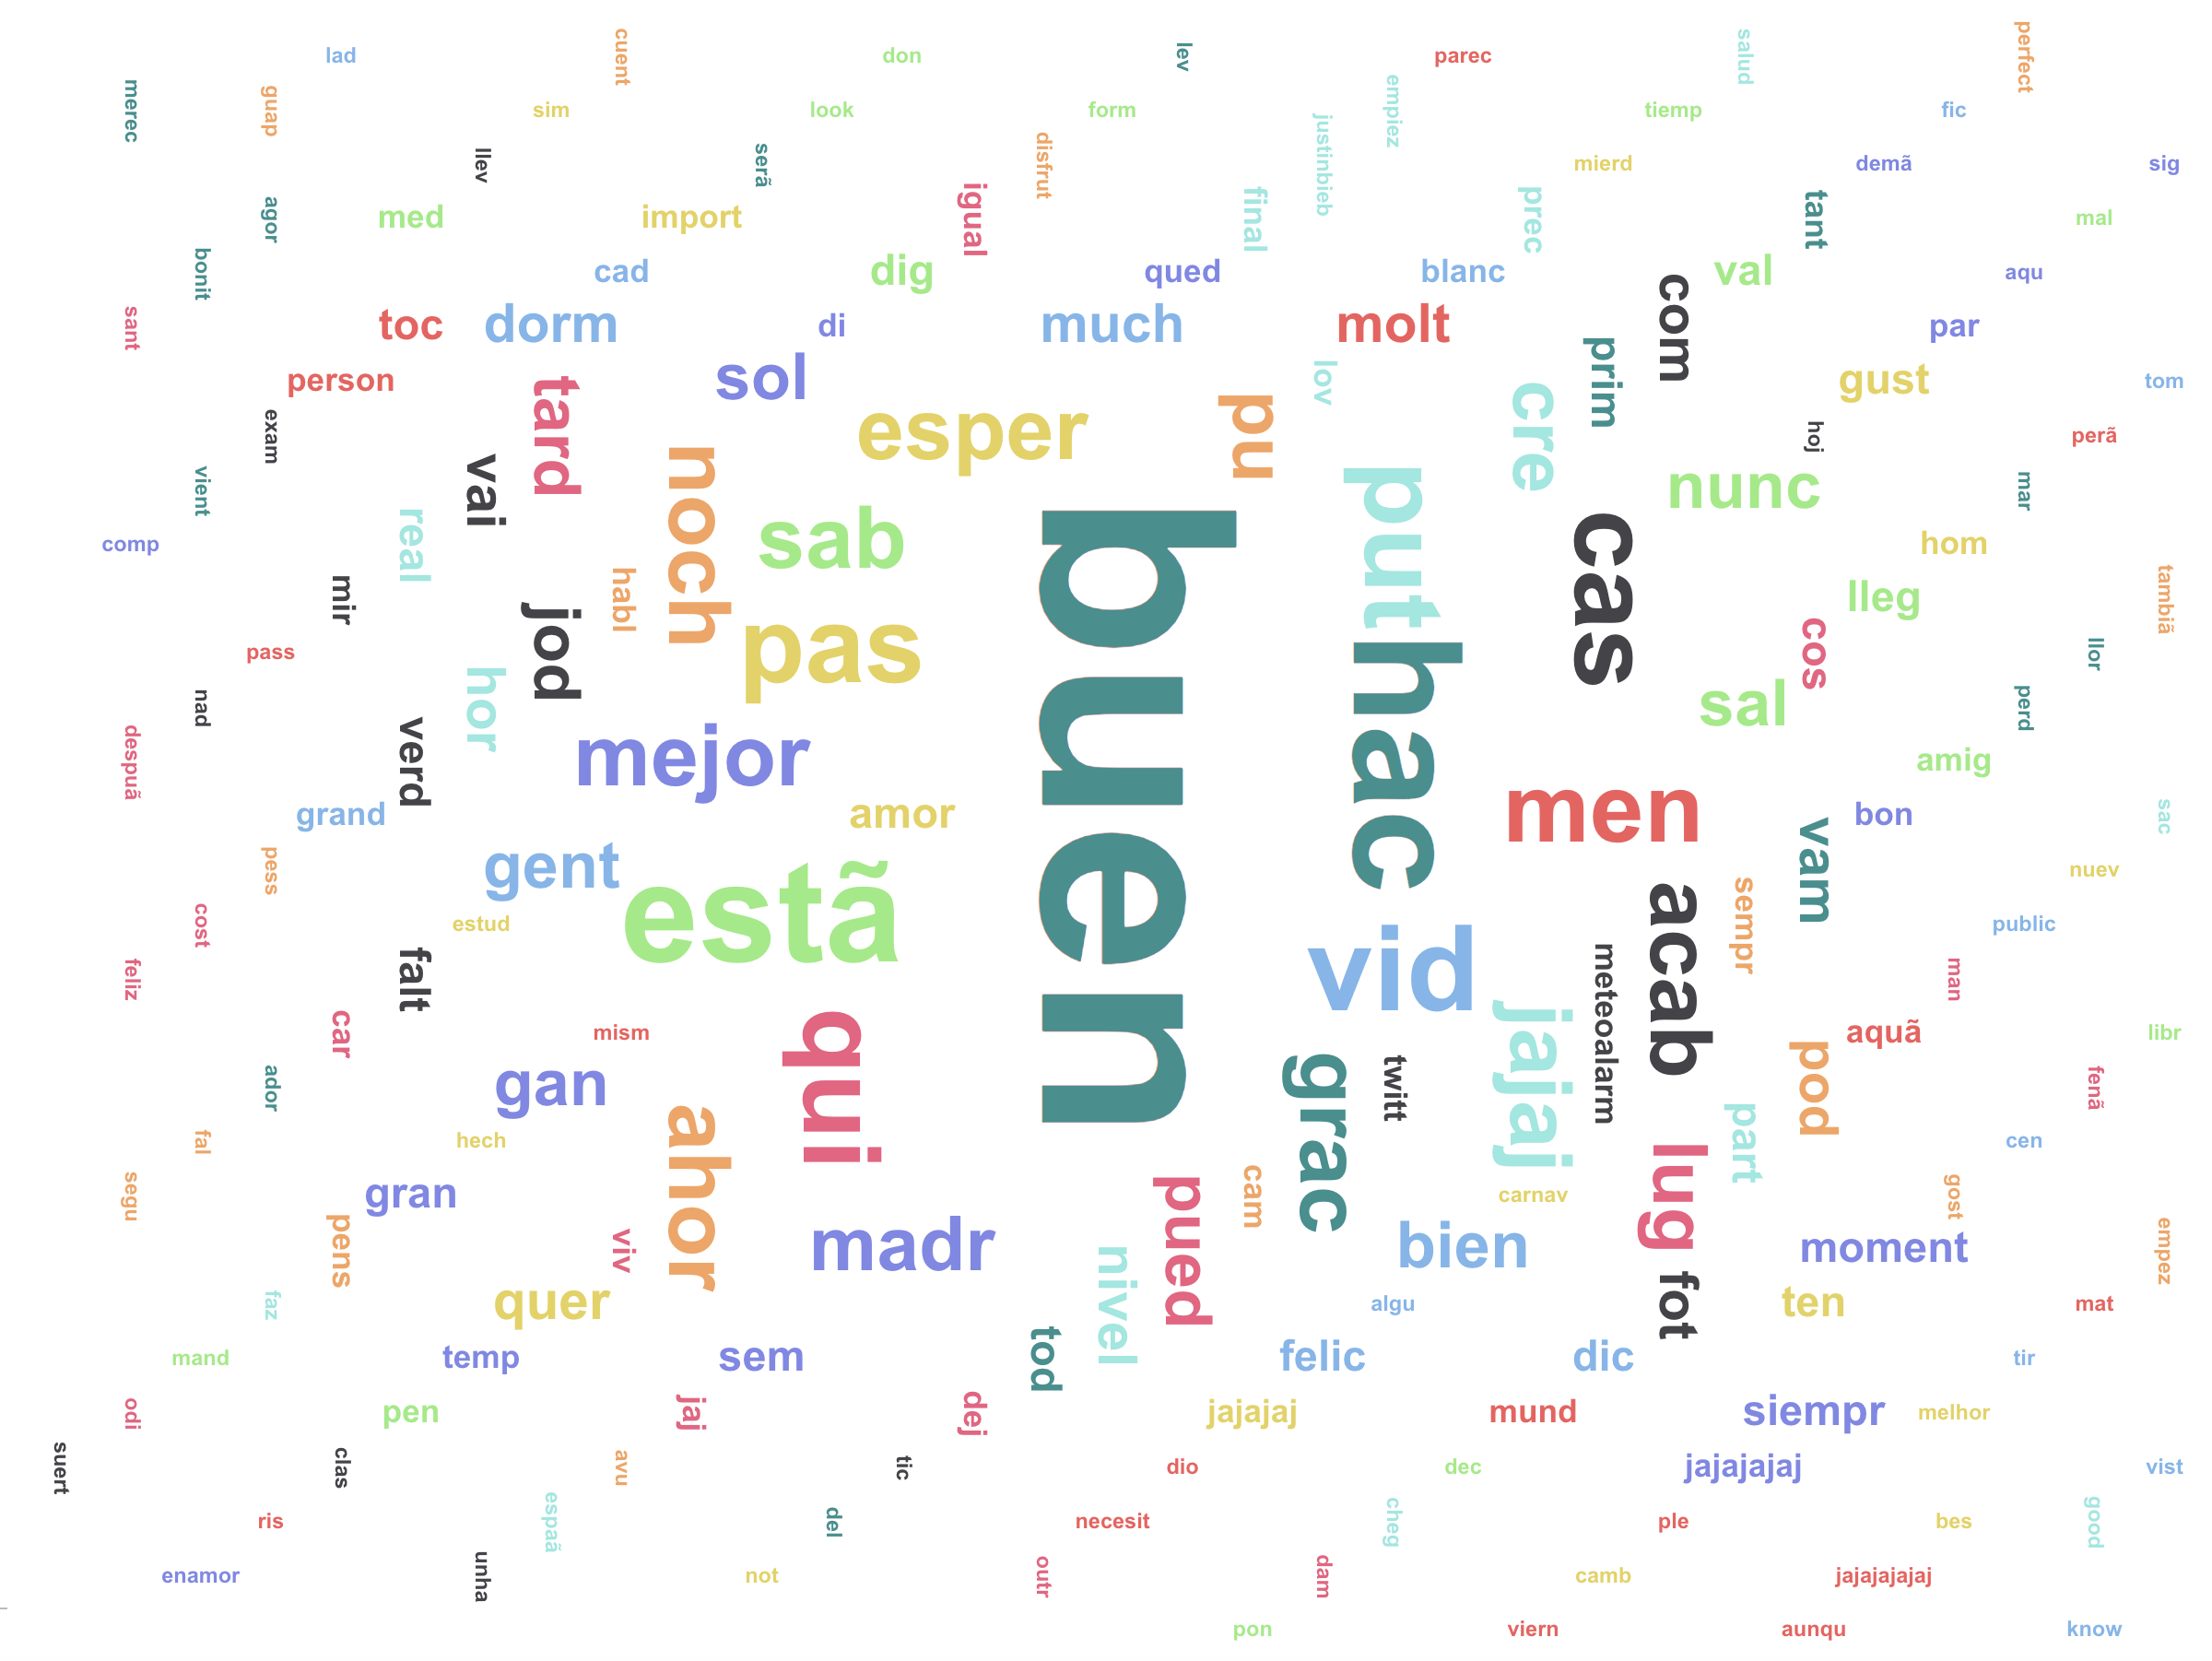 lad
cuent
don
lev
parec
salud
perfect
merec
guap
sim
look
form
empiez
justinbieb
tiemp
fic
llev
serã
disfrut
mierd
demã
sig
agor
med
import
igual
final
prec
tant
mal
bonit
cad
dig
qued
blanc
com
val
aqu
sant
toc
dorm
di
much
molt
prim
par
person
tard
sol
esper
pu
lov
cre
gust
tom
exam
vai
noch
put
hoj
perã
vient
real
sab
buen
cas
nunc
mar
comp
mir
jod
habl
pas
hac
lleg
hom
tambiã
pass
hor
cos
llor
nad
verd
sal
perd
despuã
mejor
men
amig
grand
amor
vam
bon
sac
pess
gent
estã
acab
sempr
nuev
cost
estud
vid
public
feliz
falt
meteoalarm
man
car
mism
qui
jajaj
aquã
libr
ador
gan
grac
twitt
pod
fenã
fal
hech
ahor
lug
part
cen
segu
gran
pued
cam
carnav
gost
pens
viv
madr
nivel
bien
fot
moment
empez
faz
quer
algu
ten
mat
mand
temp
sem
tod
felic
dic
tir
odi
pen
jaj
dej
jajajaj
mund
siempr
melhor
suert
clas
avu
tic
dio
dec
jajajajaj
vist
ris
espaã
del
necesit
cheg
ple
bes
good
enamor
unha
not
outr
dam
camb
jajajajajaj
pon
viern
aunqu
know